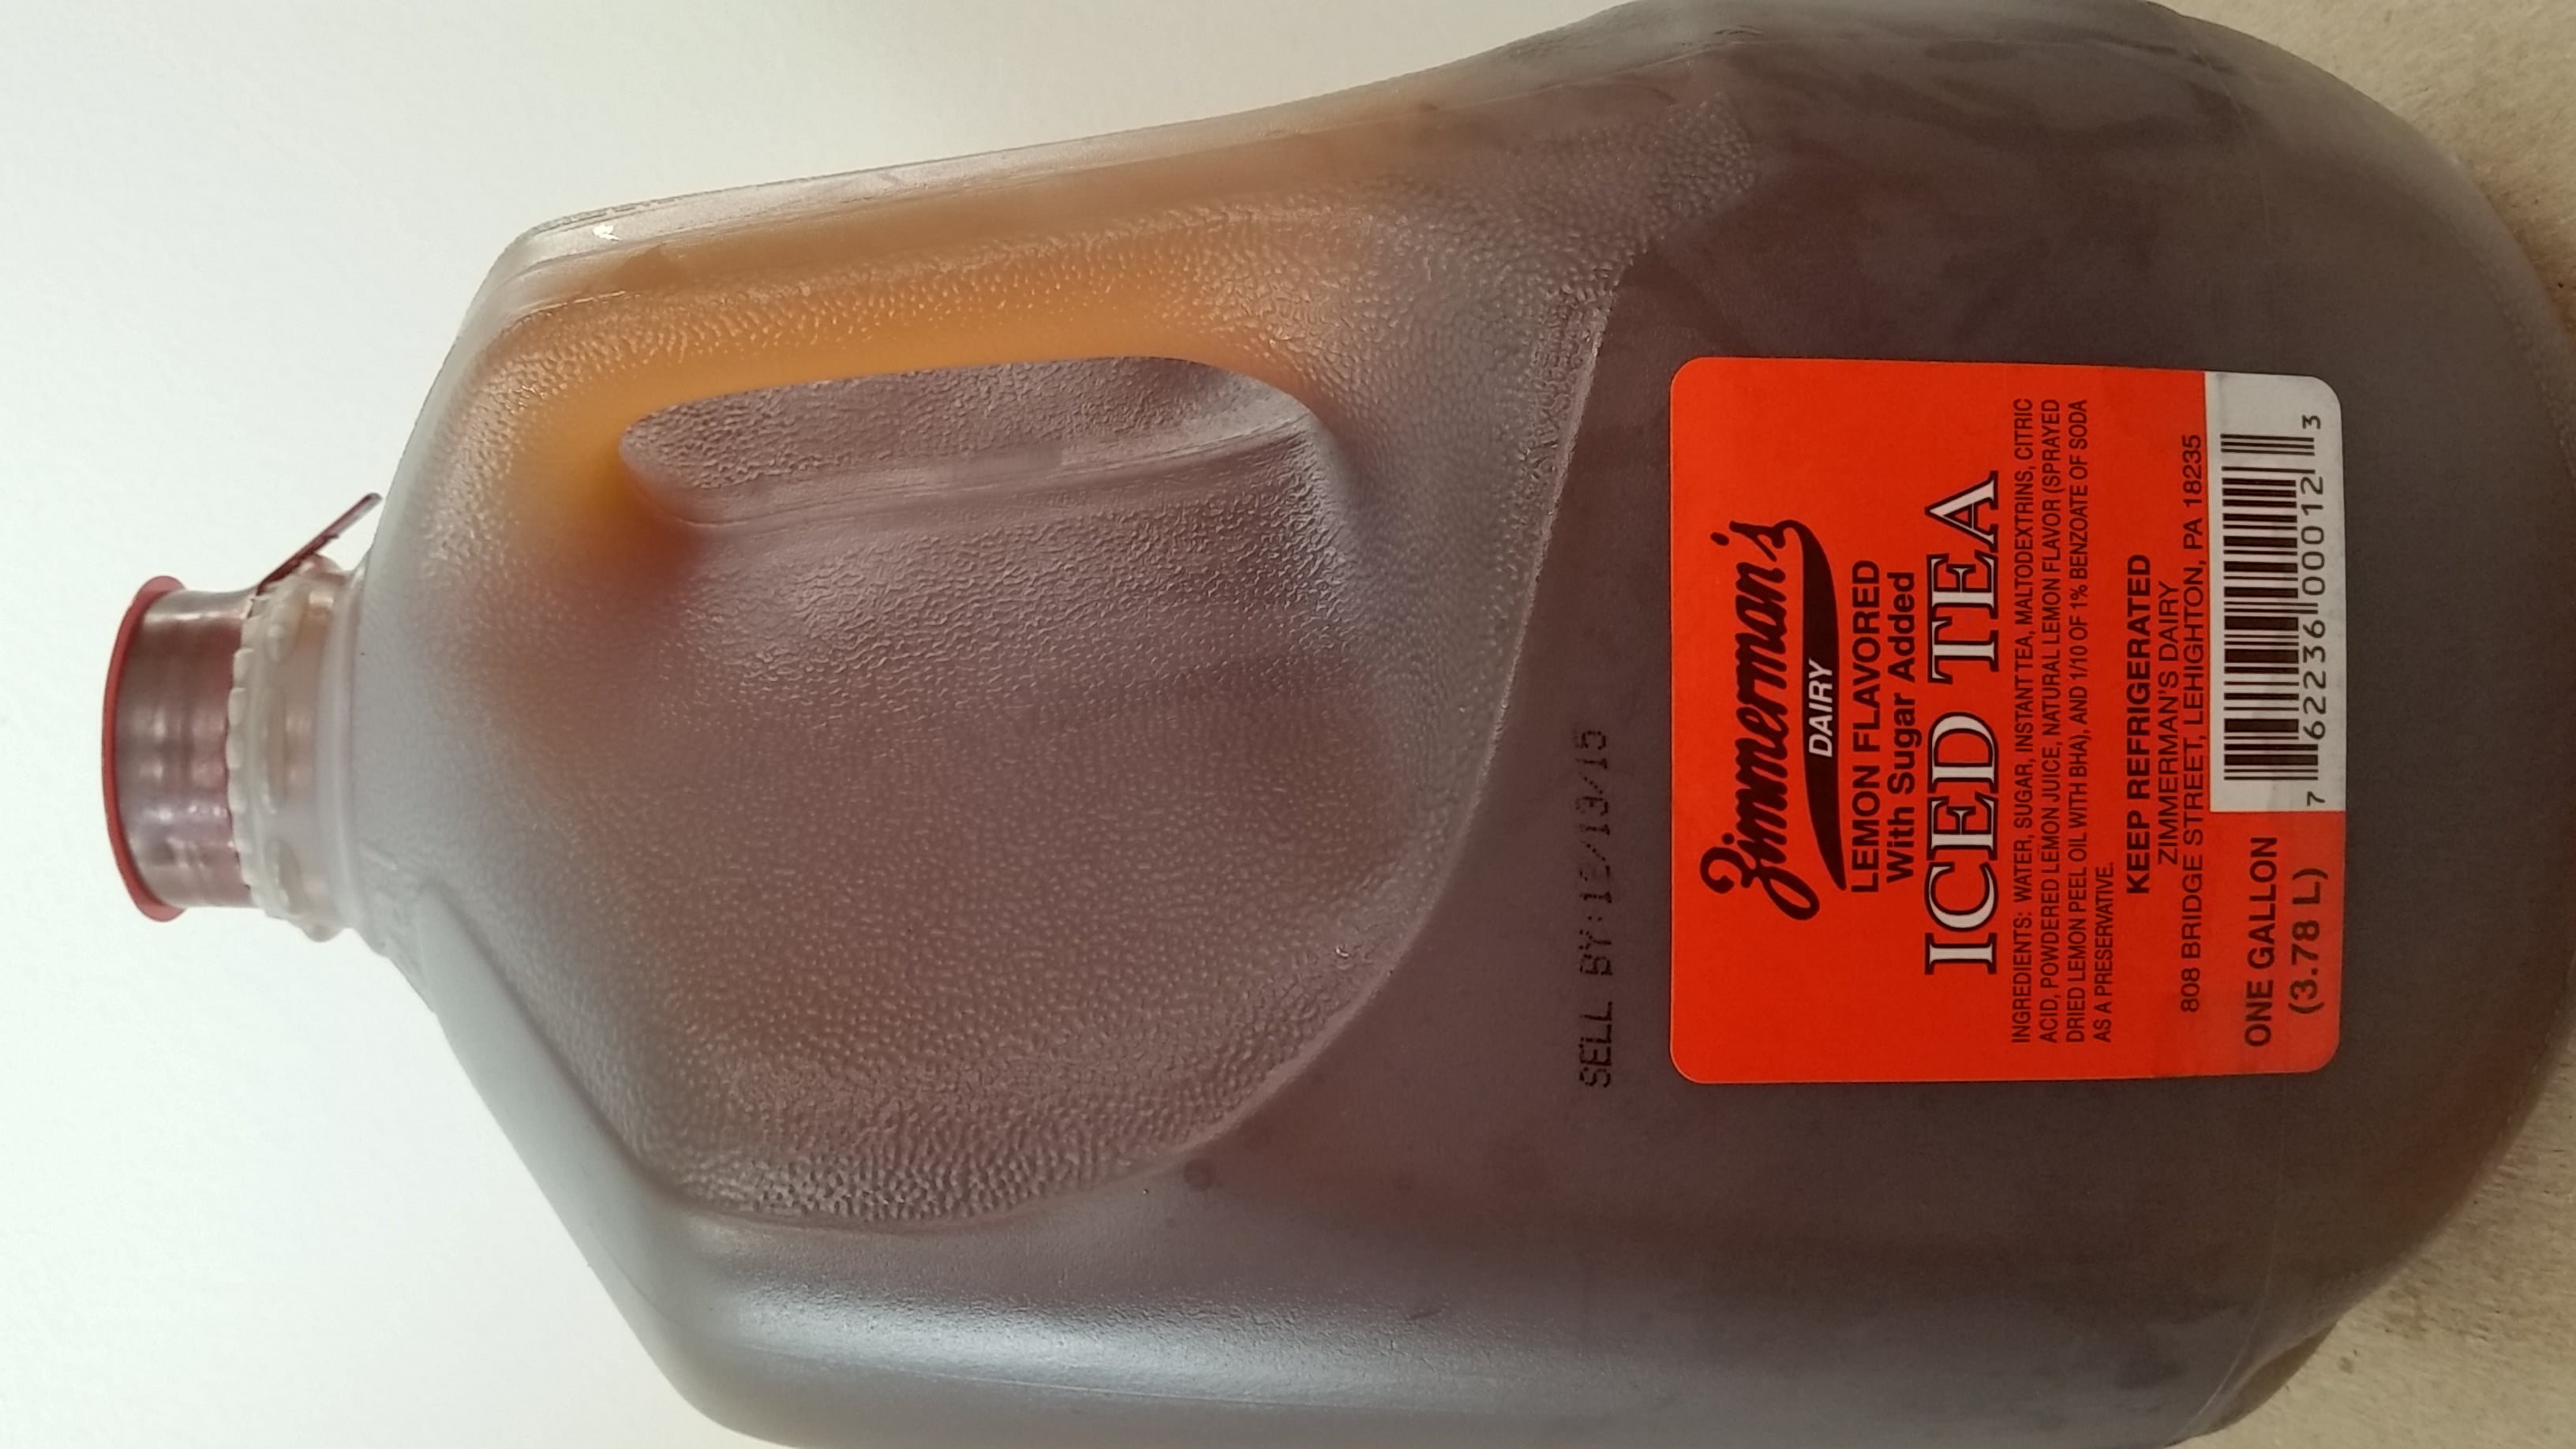 SELL BY:12/13/15
Zimmerman's
DAIRY
LEMON FLAVORED
With Sugar Added
ICED TEA
INGREDIENTS: WATER, SUGAR, INSTANT TEA, MALTODEXTRINS, CITRIC
ACID, POWDERED LEMON JUICE, NATURAL LEMON FLAVOR (SPRAYED
DRIED LEMON PEEL OIL WITH BHA), AND 1/10 OF 1% BENZOATE OF SODA
AS A PRESERVATIVE.
KEEP REFRIGERATED
ZIMMERMAN'S DAIRY
808 BRIDGE STREET, LEHIGHTON, PA 18235
ONE GALLON
(3.78 L)
7 62236 00012 3